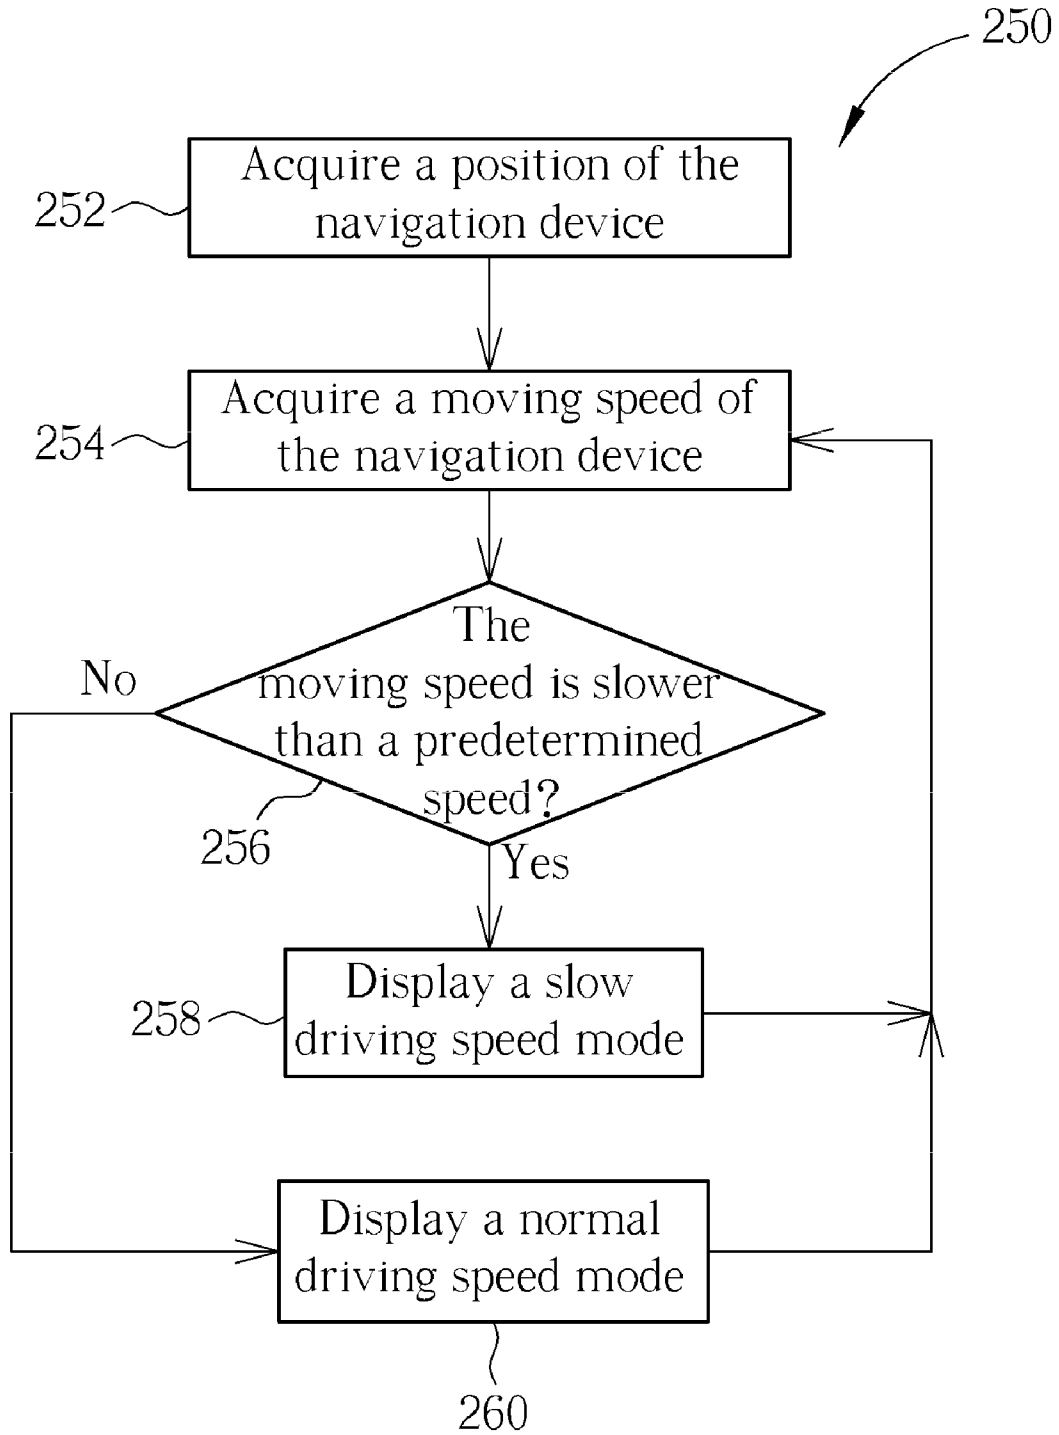 250
Acquire a position of the
navigation device
252
Acquire a moving speed of
the navigation device
254
The
moving speed is slower
than a predetermined
speed?
No
256
Yes
Display a slow
driving speed mode
258
Display a normal
driving speed mode
260